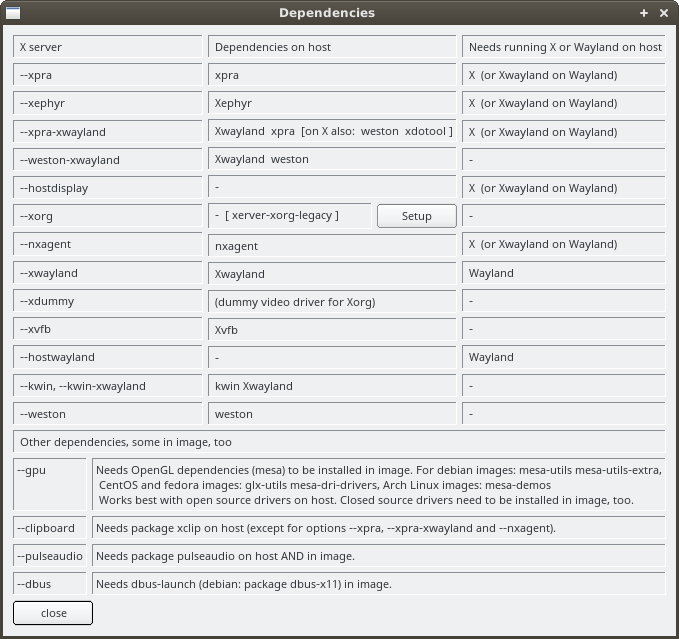 Dependencies
X server Dependencies on host Needs running X or Wayland on host
--xpra xpra X (or Xwayland on Wayland)
--xephyr Xephyr X (or Xwayland on Wayland)
--xpra-xwayland Xwayland xpra [on X also: weston xdotool ] X (or Xwayland on Wayland)
--weston-xwayland Xwayland weston -
--hostdisplay - X (or Xwayland on Wayland)
--xorg - [ xerver-xorg-legacy ] Setup -
--nxagent nxagent X (or Xwayland on Wayland)
--xwayland Xwayland Wayland
--xdummy (dummy video driver for Xorg) -
--xvfb Xvfb -
--hostwayland - Wayland
--kwin, --kwin-xwayland kwin Xwayland -
--weston weston -
Other dependencies, some in image, too
--gpu Needs OpenGL dependencies (mesa) to be installed in image. For debian images: mesa-utils mesa-utils-extra,
CentOS and fedora images: glx-utils mesa-dri-drivers, Arch Linux images: mesa-demos
Works best with open source drivers on host. Closed source drivers need to be installed in image, too.
--clipboard Needs package xclip on host (except for options --xpra, --xpra-xwayland and --nxagent).
--pulseaudio Needs package pulseaudio on host AND in image.
--dbus Needs dbus-launch (debian: package dbus-x11) in image.
close